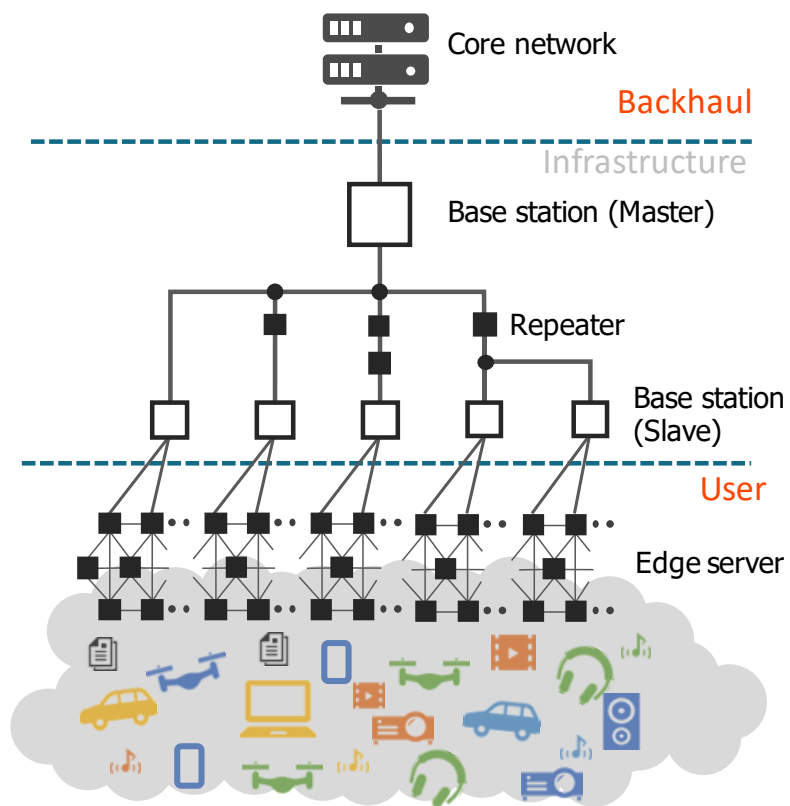 Core network
Backhaul
Infrastructure
Base station (Master)
Repeater
Base station
(Slave)
User
Edge server